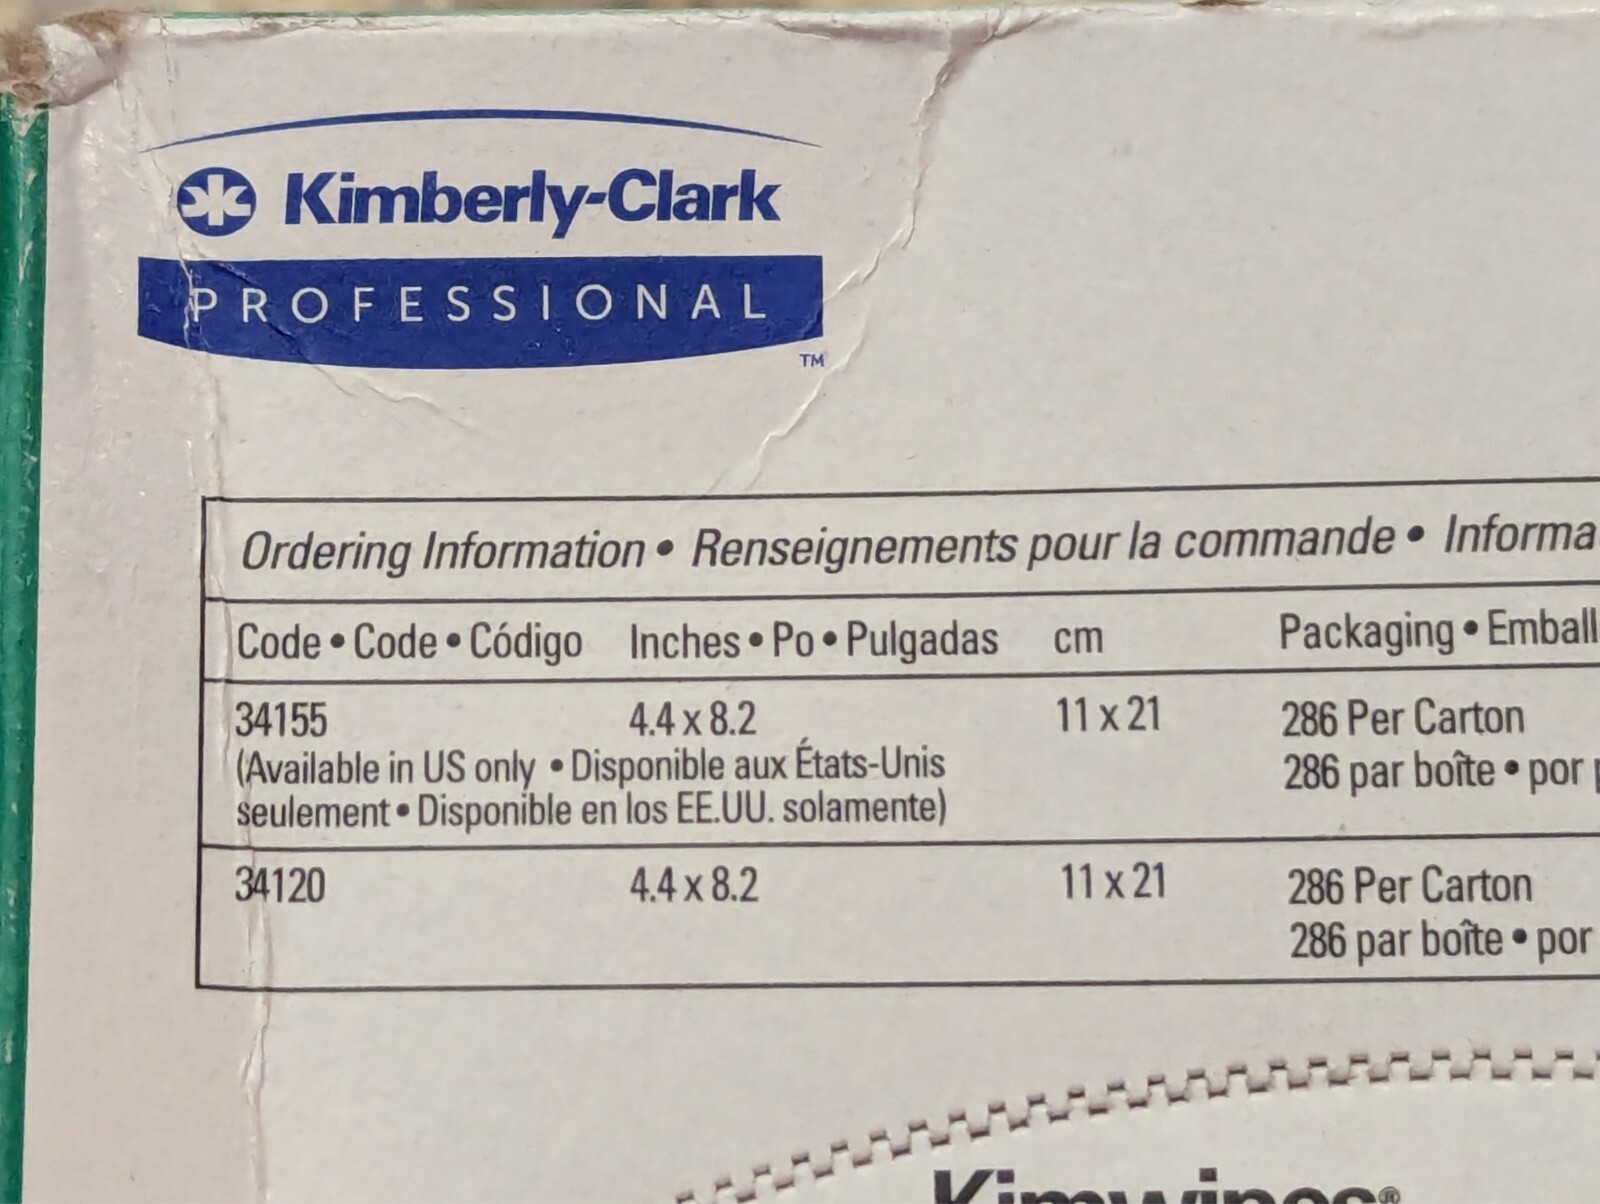 Kimberly-Clark
PROFESSIONAL
TM
Ordering Information • Renseignements pour la commande •
Code • Code • Código Inches • Po • Pulgadas cm Packaging •
34155 4.4 x 8.2 11 x 21 286 Per Carton
(Available in US only • Disponible aux États-Unis 286 par boîte • por
seulement • Disponible en los EE.UU. solamente)
34120 4.4 x 8.2 11 x 21 286 Per Carton
286 par boîte • por
Kimwipes®